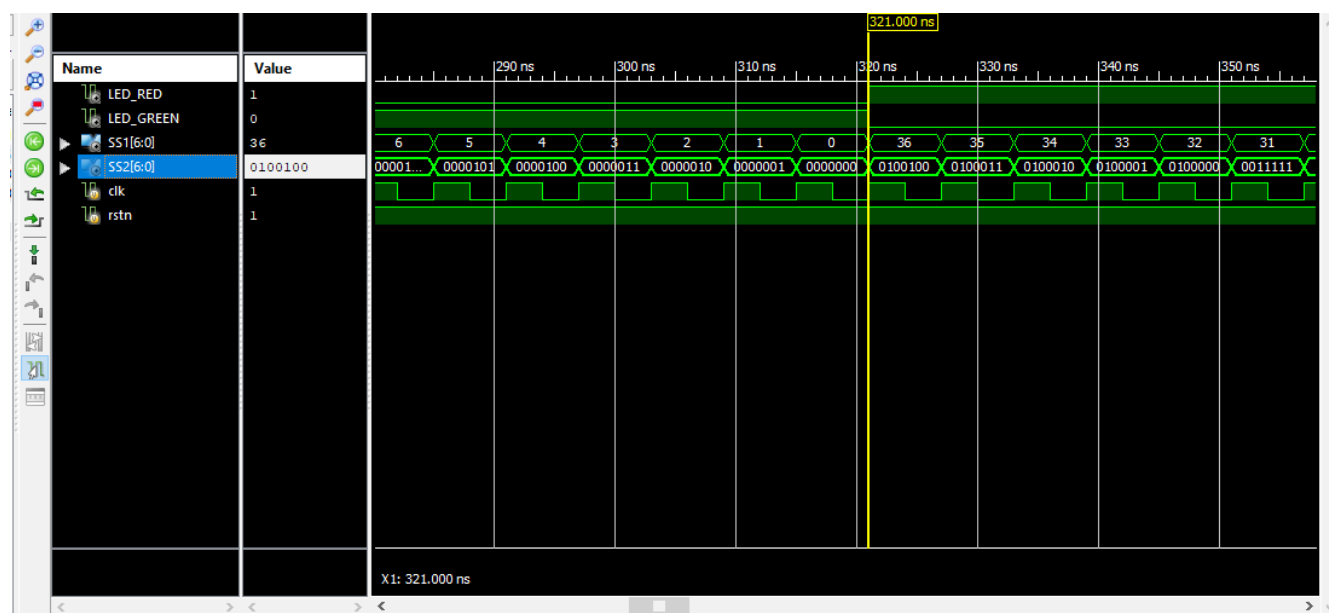 321.000 ns
Name Value
290 ns 300 ns 310 ns 320 ns 330 ns 340 ns 350 ns
LED_RED 1
LED_GREEN 0
SS1[6:0] 36 6 5 4 3 2 1 0 36 35 34 33 32 31
SS2[6:0] 0100100 00001... 0000101 0000100 0000011 0000010 0000001 0000000 0100100 0100011 0100010 0100001 0100000 0011111
clk 1
rstn 1
X1: 321.000 ns